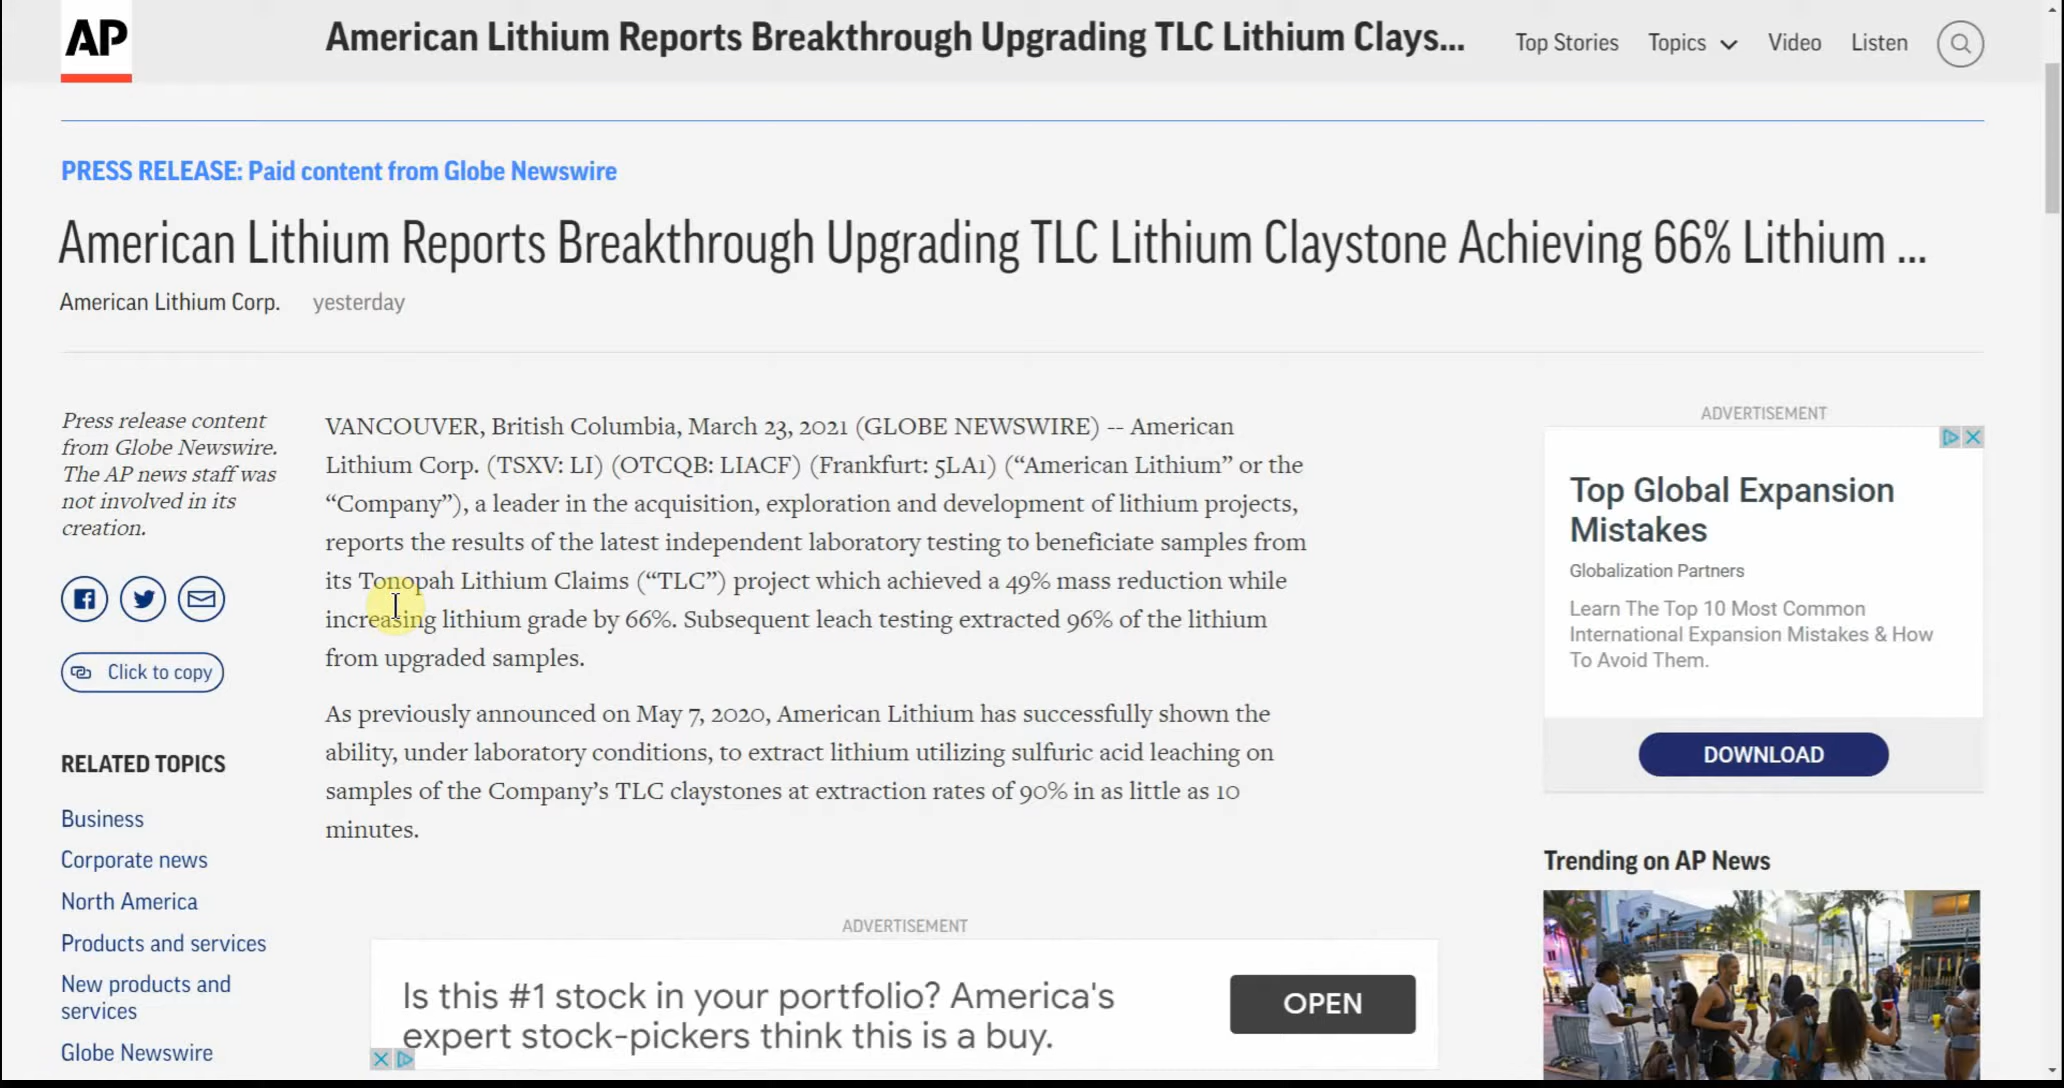 AP
American Lithium Reports Breakthrough Upgrading TLC Lithium Clays...
Top Stories
Topics
Video
Listen
PRESS RELEASE: Paid content from Globe Newswire
American Lithium Reports Breakthrough Upgrading TLC Lithium Claystone Achieving 66% Lithium ...
American Lithium Corp.
yesterday
Press release content
from Globe Newswire.
The AP news staff was
not involved in its
creation.
Click to copy
RELATED TOPICS
Business
Corporate news
North America
Products and services
New products and
services
Globe Newswire
VANCOUVER, British Columbia, March 23, 2021 (GLOBE NEWSWIRE) -- American
Lithium Corp. (TSXV: LI) (OTCQB: LIACF) (Frankfurt: 5LA1) (“American Lithium” or the
“Company”), a leader in the acquisition, exploration and development of lithium projects,
reports the results of the latest independent laboratory testing to beneficiate samples from
its Tonopah Lithium Claims (“TLC”) project which achieved a 49% mass reduction while
increasing lithium grade by 66%. Subsequent leach testing extracted 96% of the lithium
from upgraded samples.
As previously announced on May 7, 2020, American Lithium has successfully shown the
ability, under laboratory conditions, to extract lithium utilizing sulfuric acid leaching on
samples of the Company’s TLC claystones at extraction rates of 90% in as little as 10
minutes.
ADVERTISEMENT
Is this #1 stock in your portfolio? America's
expert stock-pickers think this is a buy.
OPEN
ADVERTISEMENT
Top Global Expansion
Mistakes
Globalization Partners
Learn The Top 10 Most Common
International Expansion Mistakes & How
To Avoid Them.
DOWNLOAD
Trending on AP News